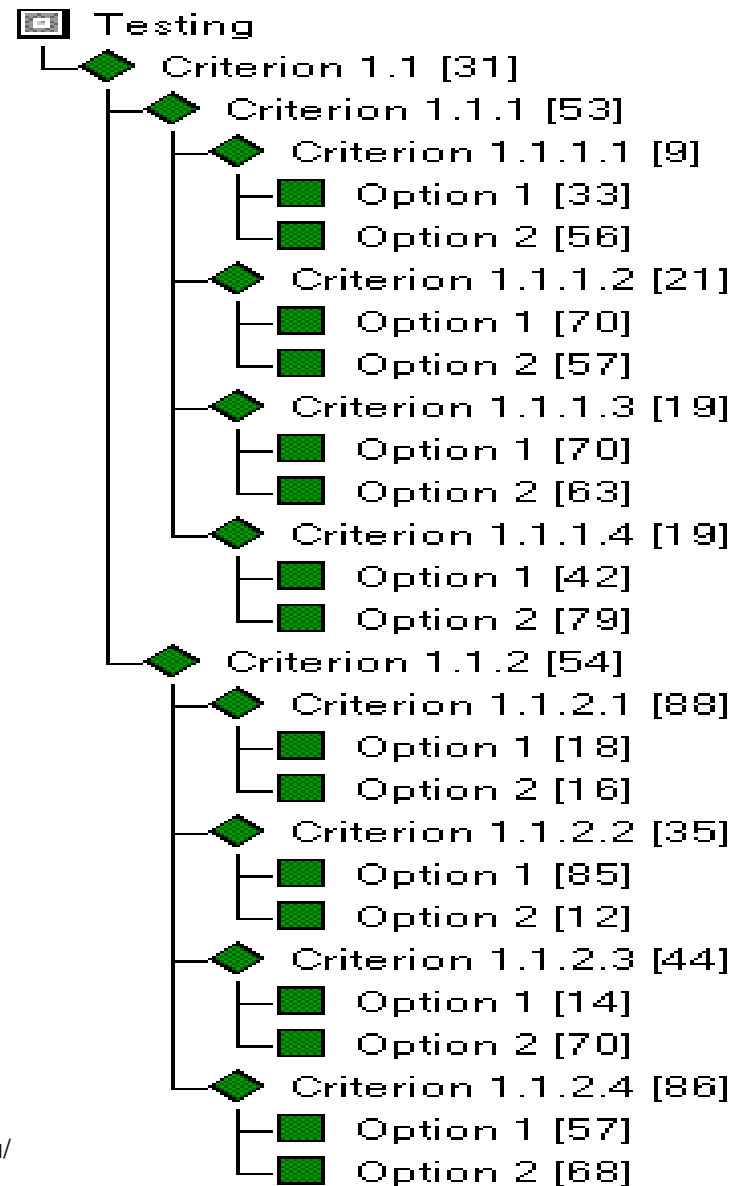 Testing
Criterion 1.1 [31]
Criterion 1.1.1 [53]
Criterion 1.1.1.1 [9]
Option 1 [33]
Option 2 [56]
Criterion 1.1.1.2 [21]
Option 1 [70]
Option 2 [57]
Criterion 1.1.1.3 [19]
Option 1 [70]
Option 2 [63]
Criterion 1.1.1.4 [19]
Option 1 [42]
Option 2 [79]
Criterion 1.1.2 [54]
Criterion 1.1.2.1 [88]
Option 1 [18]
Option 2 [16]
Criterion 1.1.2.2 [35]
Option 1 [85]
Option 2 [12]
Criterion 1.1.2.3 [44]
Option 1 [14]
Option 2 [70]
Criterion 1.1.2.4 [86]
Option 1 [57]
Option 2 [68]